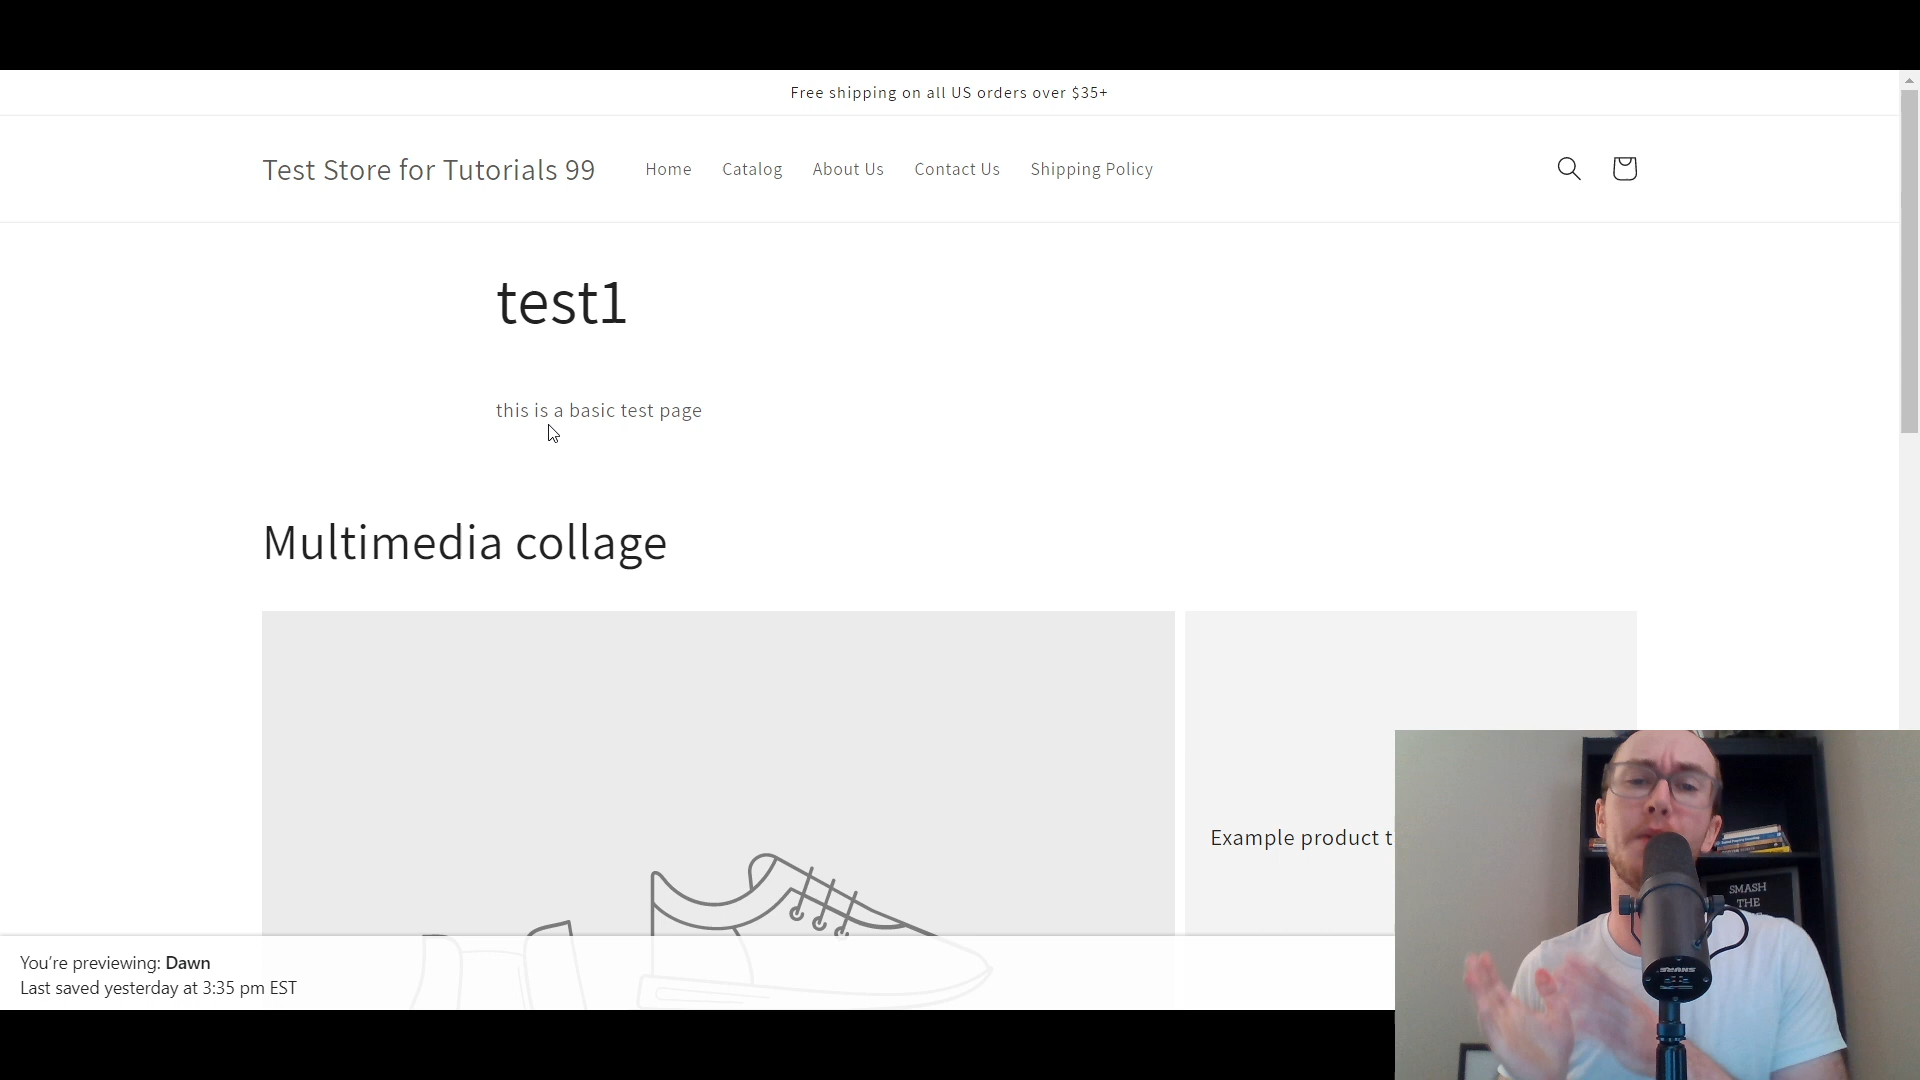 Free shipping on all US orders over $35+
Test Store for Tutorials 99
Home
Catalog
About Us
Contact Us
Shipping Policy
test1
this is a basic test page
Multimedia collage
Example product t
SMASH
THE
You're previewing: Dawn
Last saved yesterday at 3:35 pm EST